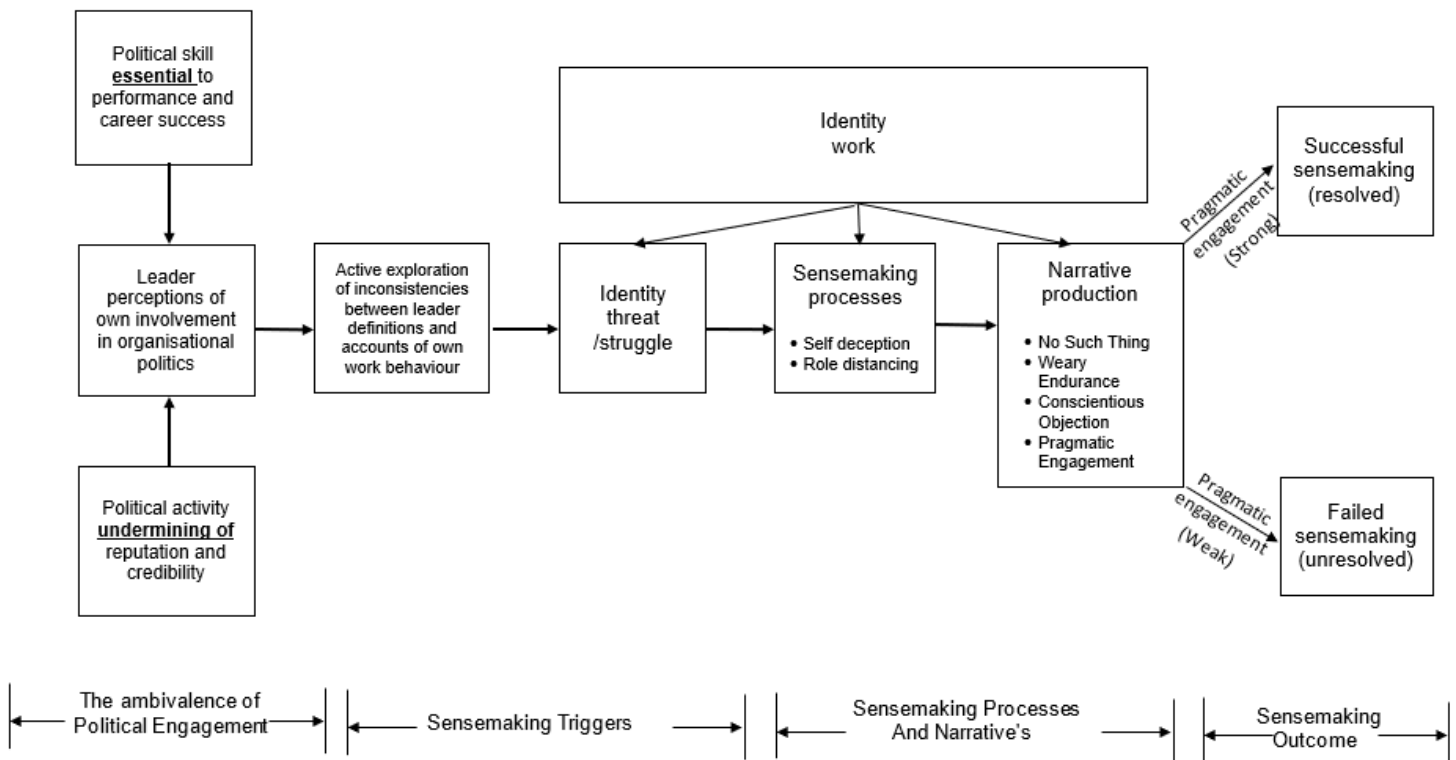 Political skill
essential to
performance and
career success
Leader
perceptions of
own involvement
in organisational
politics
Political activity
undermining of
reputation and
credibility
Active exploration
of inconsistencies
between leader
definitions and
accounts of own
work behaviour
Identity
work
Identity
threat
/struggle
Sensemaking
processes
• Self deception
• Role distancing
Narrative
production
• No Such Thing
• Weary
Endurance
• Conscientious
Objection
• Pragmatic
Engagement
Pragmatic
engagement
(Strong)
Successful
sensemaking
(resolved)
Pragmatic
engagement
(Weak)
Failed
sensemaking
(unresolved)
The ambivalence of
Political Engagement
Sensemaking Triggers
Sensemaking Processes
And Narrative's
Sensemaking
Outcome